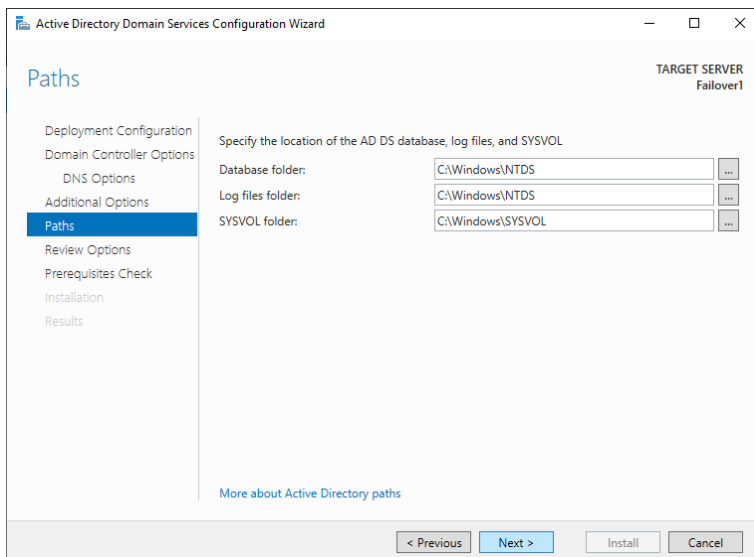 Active Directory Domain Services Configuration Wizard
Paths
TARGET SERVER
Failover1
Deployment Configuration
Domain Controller Options
DNS Options
Additional Options
Paths
Review Options
Prerequisites Check
Installation
Results
Specify the location of the AD DS database, log files, and SYSVOL
Database folder: C:\Windows\NTDS ...
Log files folder: C:\Windows\NTDS ...
SYSVOL folder: C:\Windows\SYSVOL ...
More about Active Directory paths
< Previous Next > Install Cancel